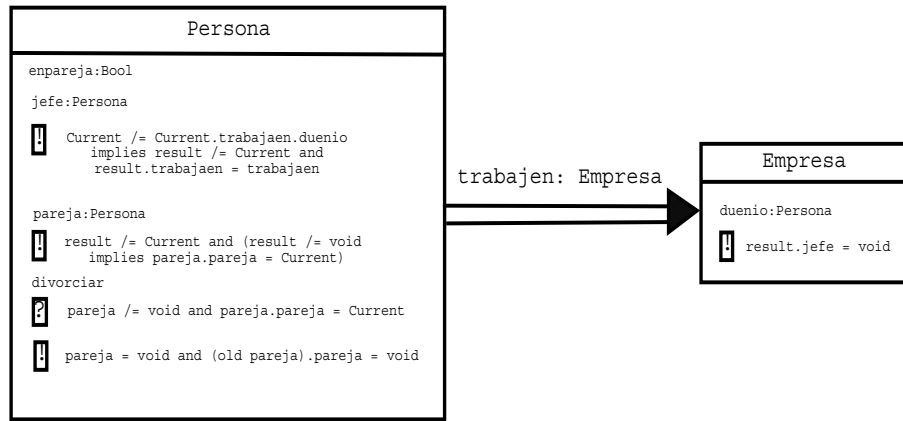 Persona
enpareja:Bool
jefe:Persona
! Current /= Current.trabajaen.duenio
implies result /= Current and
result.trabajaen = trabajaen
pareja:Persona
! result /= Current and (result /= void
implies pareja.pareja = Current)
divorciar
? pareja /= void and pareja.pareja = Current
! pareja = void and (old pareja).pareja = void
trabajen: Empresa
Empresa
duenio:Persona
! result.jefe = void